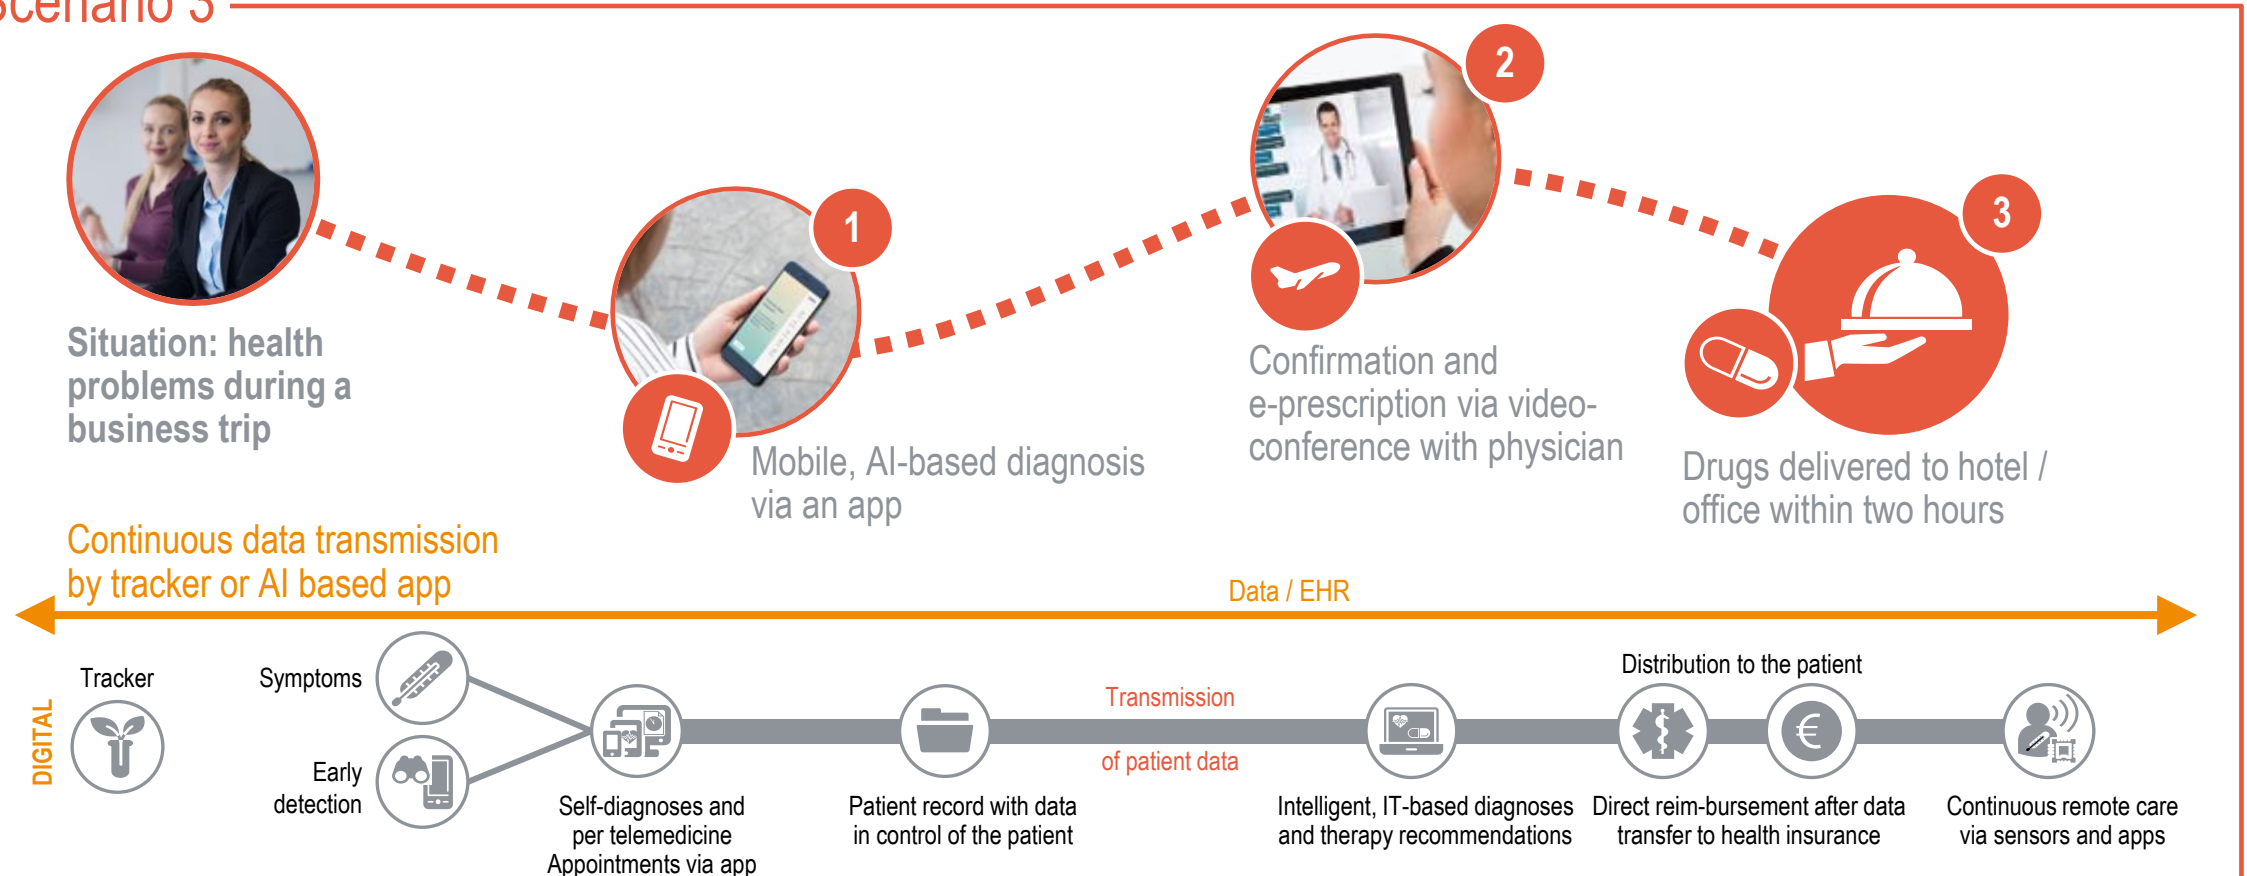 Scenario 3
1
2
3
Situation: health
problems during a
business trip
Mobile, AI-based diagnosis
via an app
Confirmation and
e-prescription via video-
conference with physician
Drugs delivered to hotel /
office within two hours
Continuous data transmission
by tracker or AI based app
Data / EHR
DIGITAL
Tracker
Symptoms
Early
detection
Self-diagnoses and
per telemedicine
Appointments via app
Patient record with data
in control of the patient
Transmission
of patient data
Intelligent, IT-based diagnoses
and therapy recommendations
Distribution to the patient
€
Direct reim-bursement after data
transfer to health insurance
Continuous remote care
via sensors and apps